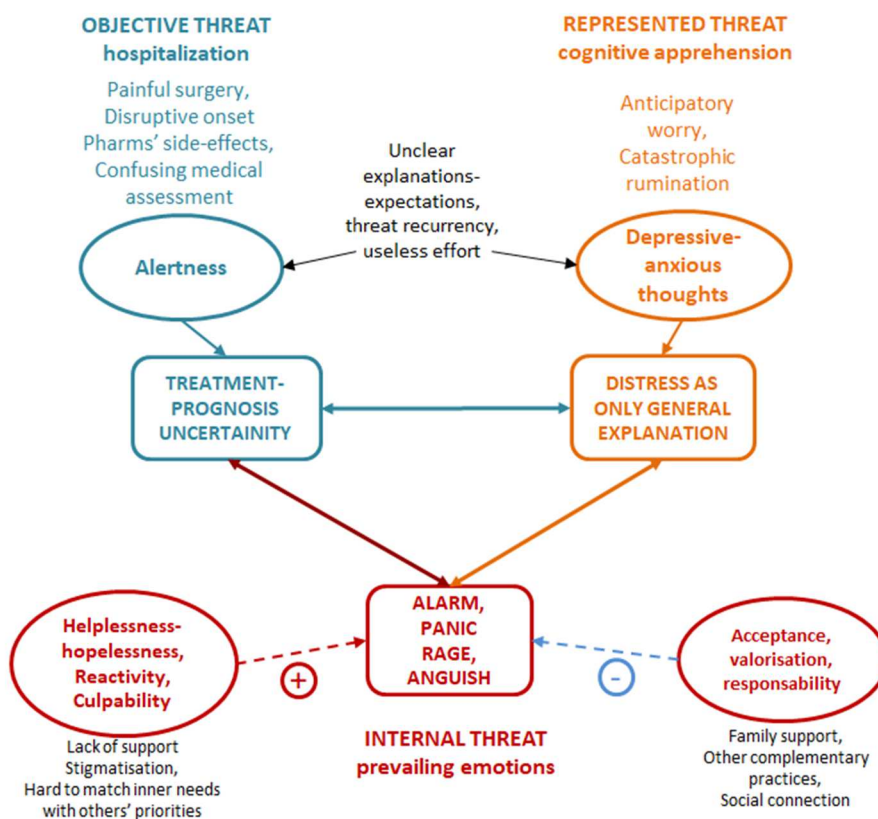 OBJECTIVE THREAT
hospitalization
Painful surgery,
Disruptive onset
Pharms' side-effects,
Confusing medical
assessment
REPRESENTED THREAT
cognitive apprehension
Anticipatory
worry,
Catastrophic
rumination
Unclear
explanations-
expectations,
threat recurrency,
useless effort
Alertness
Depressive-
anxious
thoughts
TREATMENT-
PROGNOSIS
UNCERTAINITY
DISTRESS AS
ONLY GENERAL
EXPLANATION
Helplessness-
hopelessness,
Reactivity,
Culpability
+
ALARM,
PANIC
RAGE,
ANGUISH
-
Acceptance,
valorisation,
responsability
Lack of support
Stigmatisation,
Hard to match inner needs
with others' priorities
INTERNAL THREAT
prevailing emotions
Family support,
Other complementary
practices,
Social connection